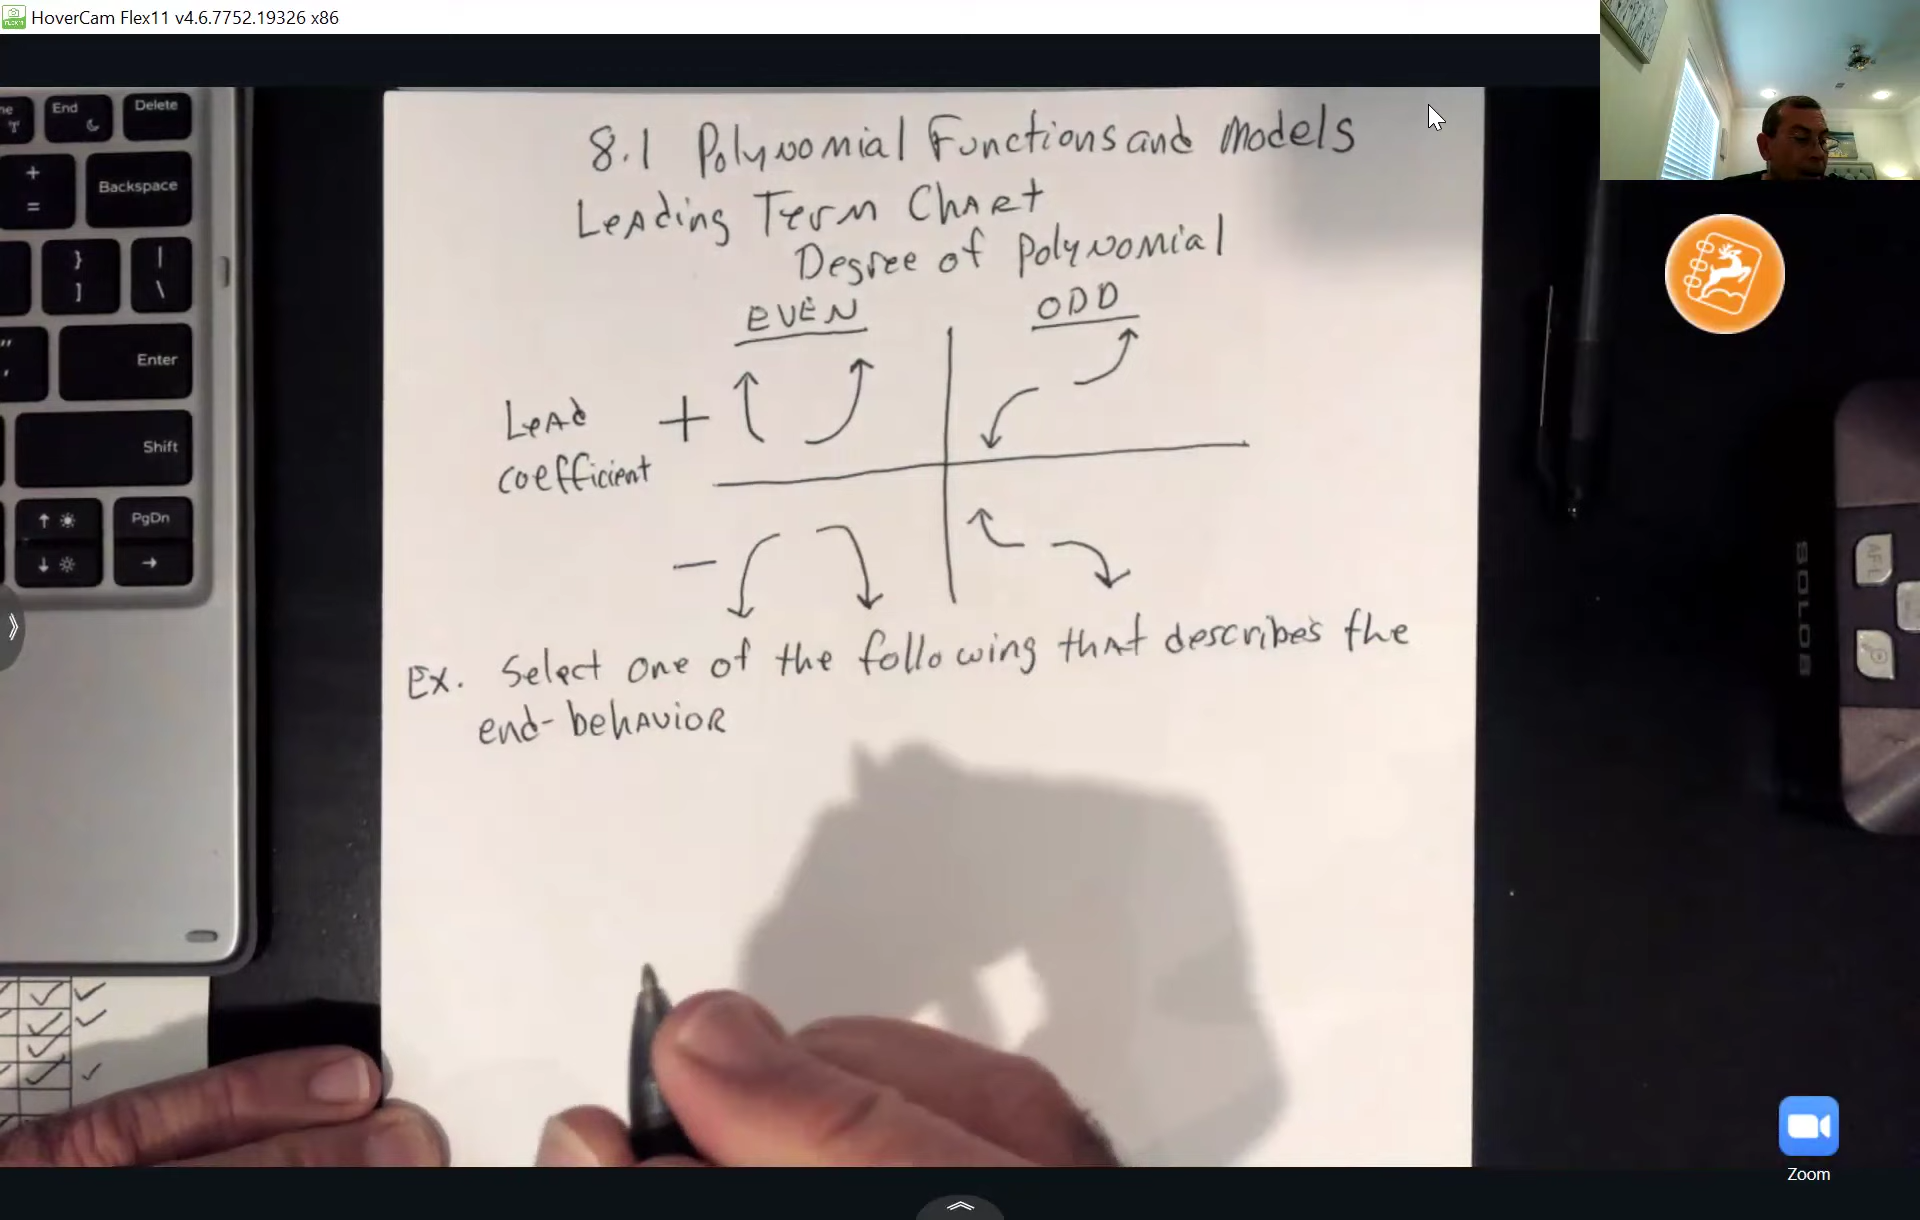 HoverCam Flex11 v4.6.7752.19326 x86
End
Delete
+
=
Backspace
}
]
|
\
Enter
Shift
PgDn
8.1 Polynomial Functions and Models
Leading Term Chart
Degree of Polynomial
EVEN
ODD
Lead
coefficient
+
−
Ex. Select one of the following that describes the
end-behavior
Zoom